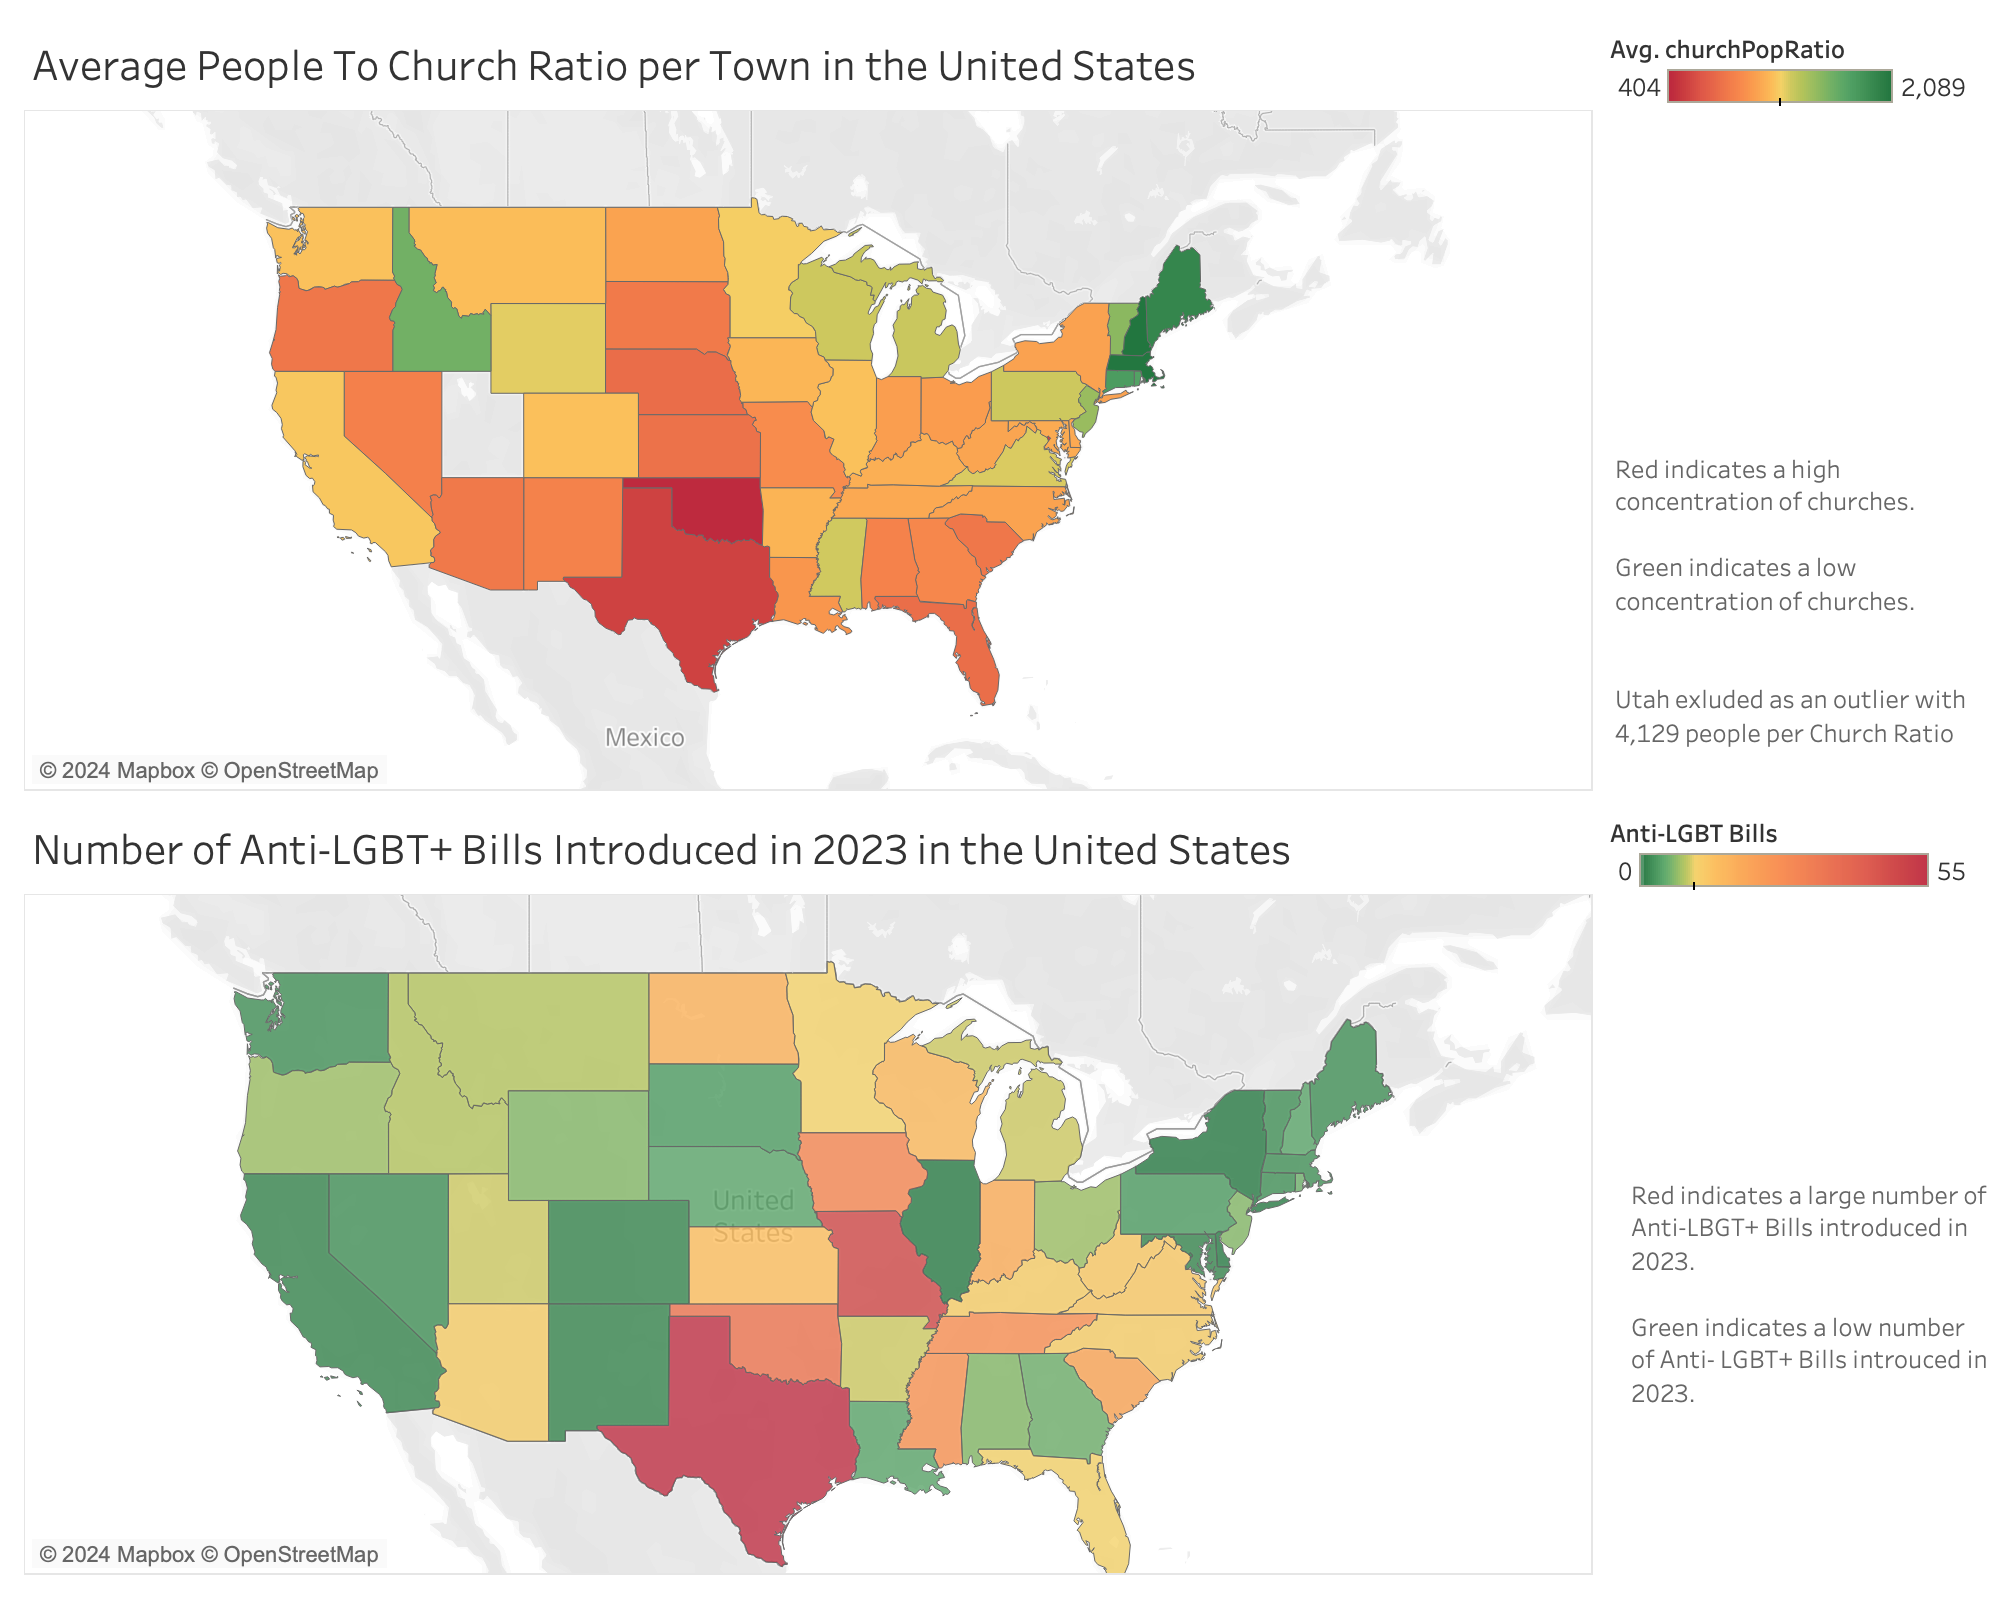 Average People To Church Ratio per Town in the United States
Avg. churchPopRatio
404
2,089
Red indicates a high
concentration of churches.
Green indicates a low
concentration of churches.
Utah exluded as an outlier with
4,129 people per Church Ratio
Mexico
© 2024 Mapbox © OpenStreetMap
Number of Anti-LGBT+ Bills Introduced in 2023 in the United States
Anti-LGBT Bills
0
55
United
States
Red indicates a large number of
Anti-LBGT+ Bills introduced in
2023.
Green indicates a low number
of Anti- LGBT+ Bills introuced in
2023.
© 2024 Mapbox © OpenStreetMap